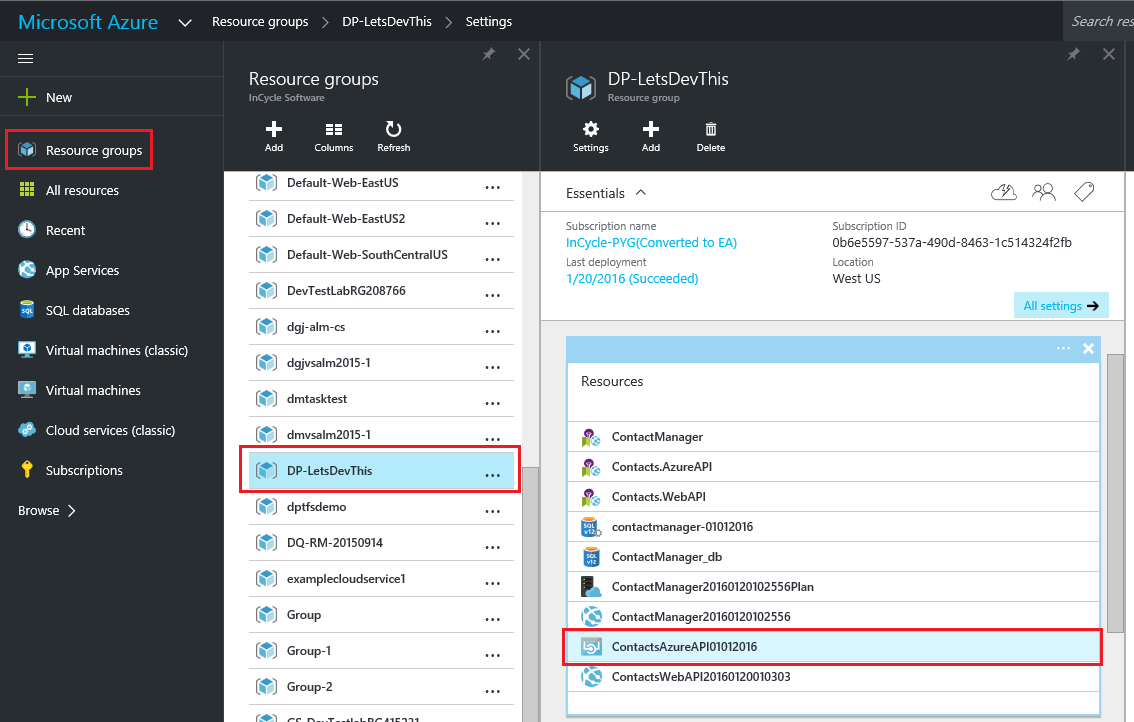 Microsoft Azure
Resource groups
DP-LetsDevThis
Settings
Search res
New
Resource groups
All resources
Recent
App Services
SQL databases
Virtual machines (classic)
Virtual machines
Cloud services (classic)
Subscriptions
Browse
Resource groups
InCycle Software
Add
Columns
Refresh
Default-Web-EastUS
Default-Web-EastUS2
Default-Web-SouthCentralUS
DevTestLabRG208766
dgj-alm-cs
dgjvsalm2015-1
dmtasktest
dmvsalm2015-1
DP-LetsDevThis
dptfsdemo
DQ-RM-20150914
examplecloudservice1
Group
Group-1
Group-2
DP-LetsDevThis
Resource group
Settings
Add
Delete
Essentials
Subscription name
InCycle-PYG(Converted to EA)
Last deployment
1/20/2016 (Succeeded)
Subscription ID
0b6e5597-537a-490d-8463-1c514324f2fb
Location
West US
All settings
Resources
ContactManager
Contacts.AzureAPI
Contacts.WebAPI
contactmanager-01012016
ContactManager_db
ContactManager20160120102556Plan
ContactManager20160120102556
ContactsAzureAPI01012016
ContactsWebAPI20160120010303